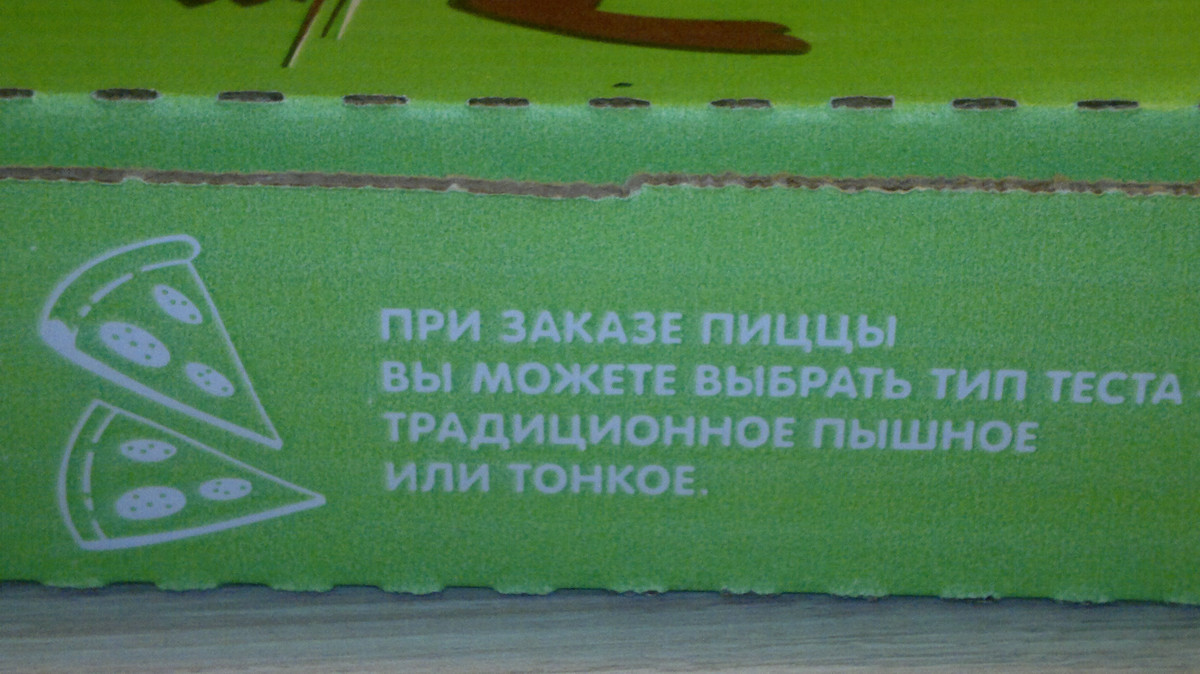 ПРИ ЗАКАЗЕ ПИЦЦЫ
ВЫ МОЖЕТЕ ВЫБРАТЬ ТИП ТЕСТА
ТРАДИЦИОННОЕ ПЫШНОЕ
ИЛИ ТОНКОЕ.